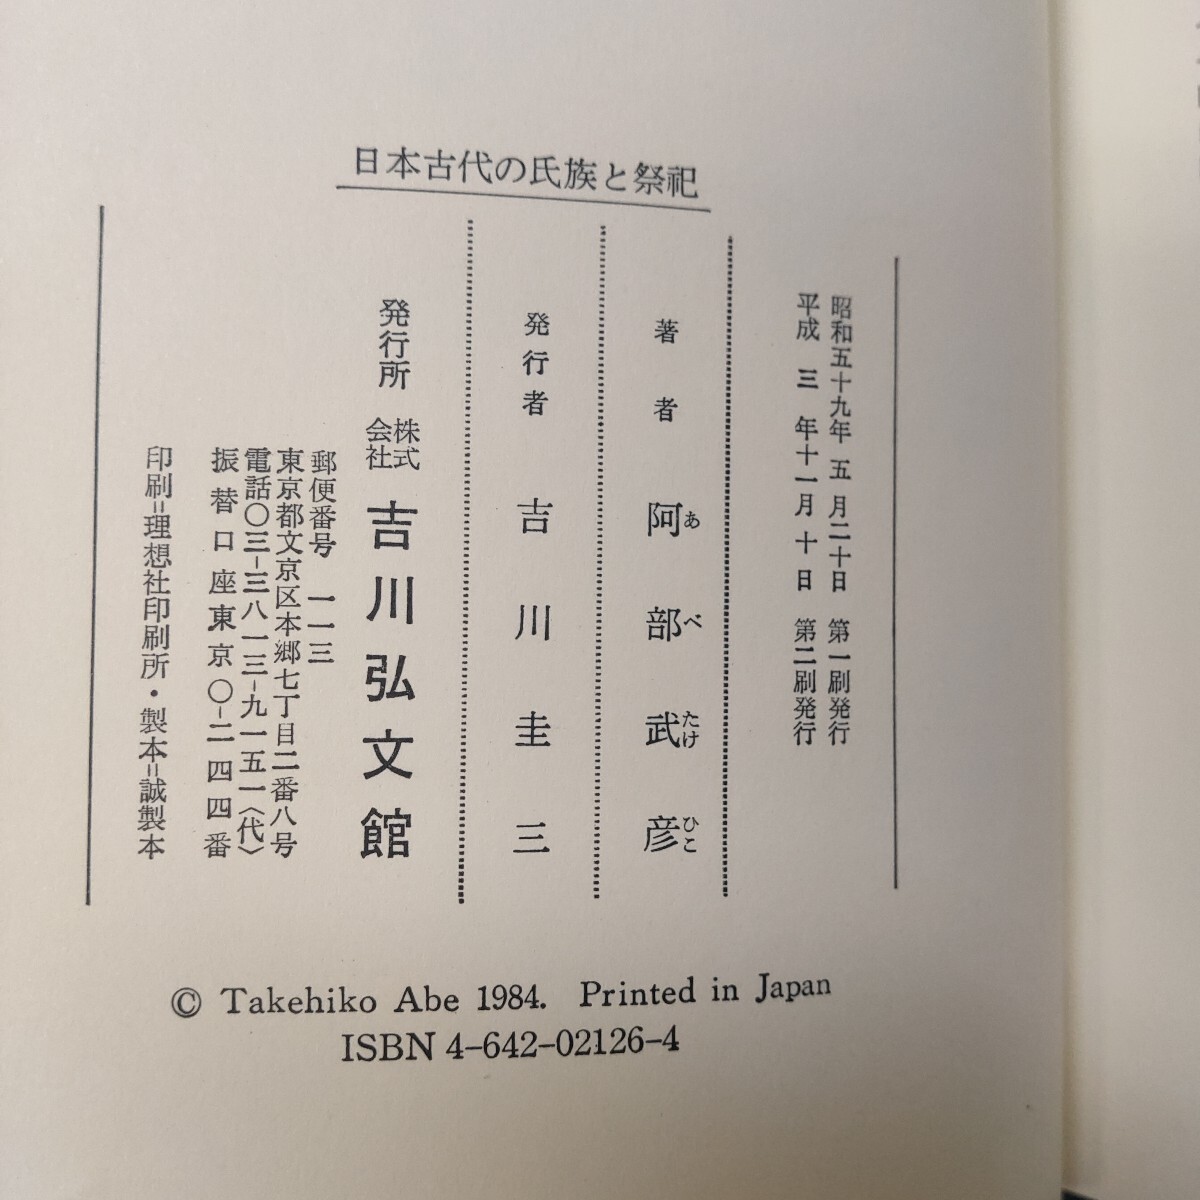 日本古代の氏族と祭祀
昭和五十九年 五 月二十日 第一刷発行
平成 三 年十一月 十 日 第二刷発行
著者 阿部武彦
あべたけひこ
発行者 吉川圭三
発行所 株式会社 吉川弘文館
郵便番号 一一三
東京都文京区本郷七丁目二番八号
電話〇三-三八一三-九一五一〈代〉
振替口座東京〇-二四四番
印刷=理想社印刷所・製本=誠製本
© Takehiko Abe 1984. Printed in Japan
ISBN 4-642-02126-4